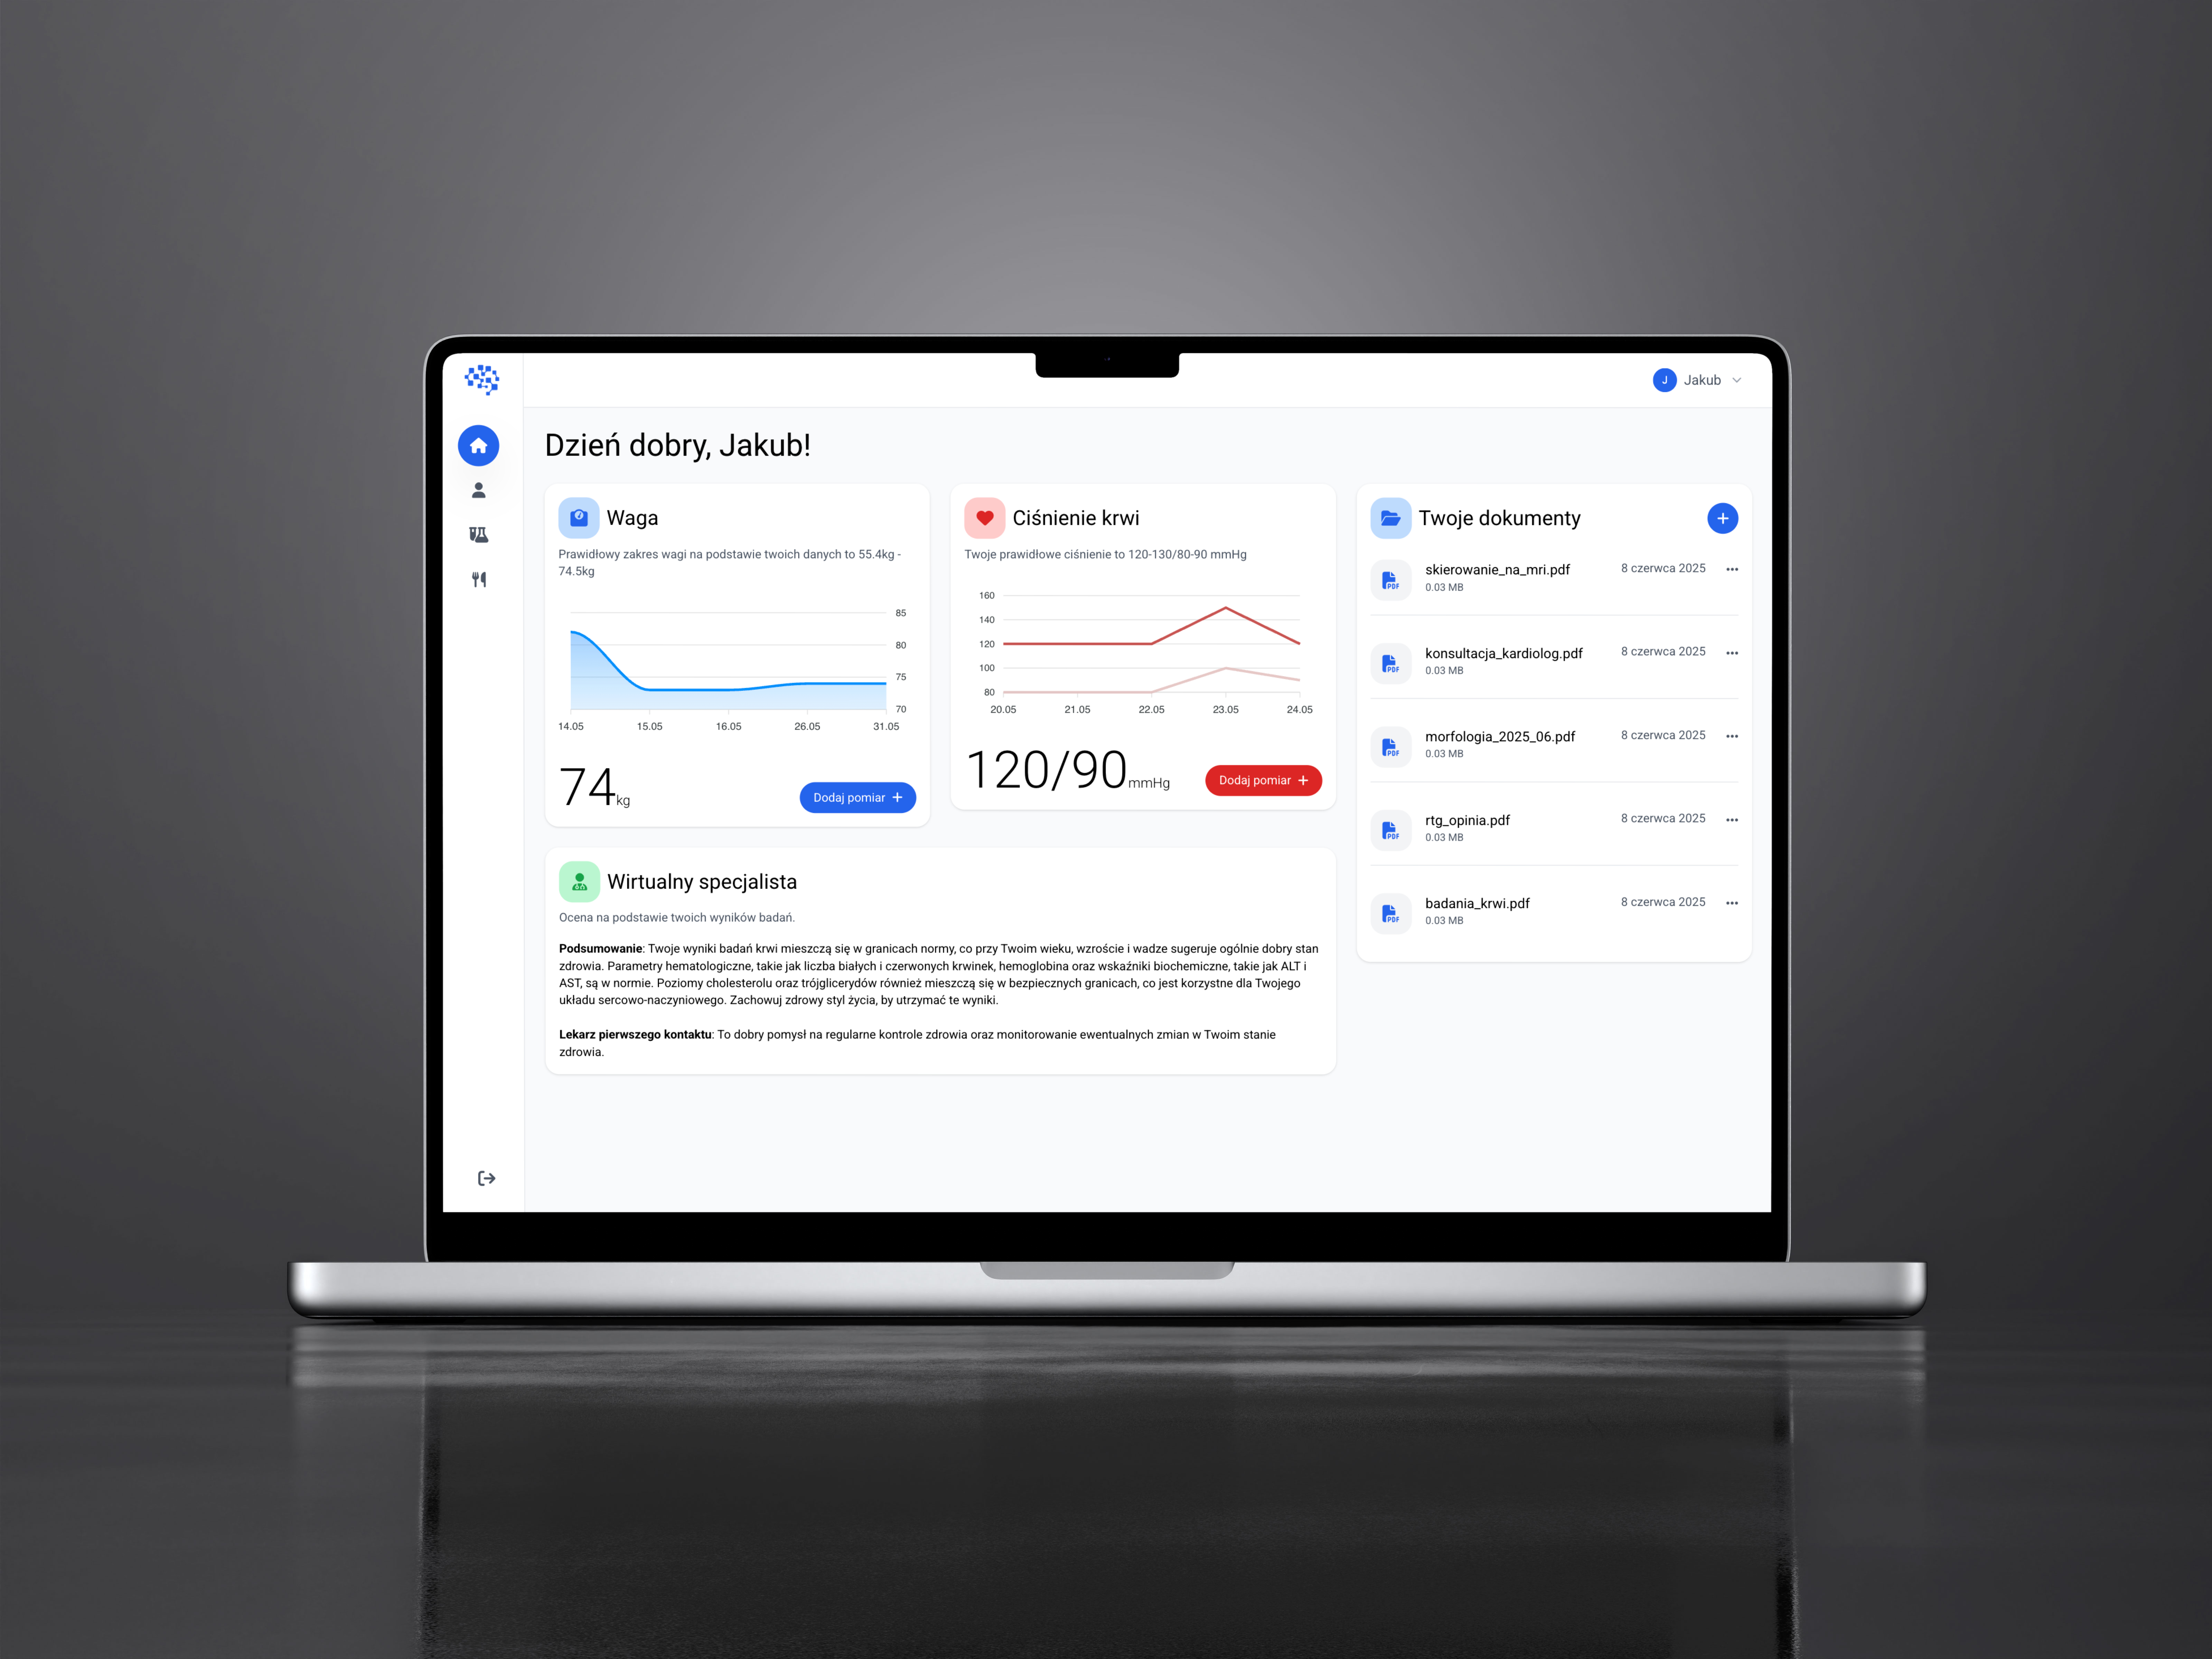 J Jakub
Dzień dobry, Jakub!
Waga
Prawidłowy zakres wagi na podstawie twoich danych to 55.4kg -
74.5kg
85
80
75
70
14.05 15.05 16.05 26.05 31.05
74kg
Dodaj pomiar +
Ciśnienie krwi
Twoje prawidłowe ciśnienie to 120-130/80-90 mmHg
160
140
120
100
80
20.05 21.05 22.05 23.05 24.05
120/90mmHg
Dodaj pomiar +
Twoje dokumenty
+
PDF
skierowanie_na_mri.pdf 8 czerwca 2025
0.03 MB
PDF
konsultacja_kardiolog.pdf 8 czerwca 2025
0.03 MB
PDF
morfologia_2025_06.pdf 8 czerwca 2025
0.03 MB
PDF
rtg_opinia.pdf 8 czerwca 2025
0.03 MB
PDF
badania_krwi.pdf 8 czerwca 2025
0.03 MB
Wirtualny specjalista
Ocena na podstawie twoich wyników badań.
Podsumowanie: Twoje wyniki badań krwi mieszczą się w granicach normy, co przy Twoim wieku, wzroście i wadze sugeruje ogólnie dobry stan
zdrowia. Parametry hematologiczne, takie jak liczba białych i czerwonych krwinek, hemoglobina oraz wskaźniki biochemiczne, takie jak ALT i
AST, są w normie. Poziomy cholesterolu oraz trójglicerydów również mieszczą się w bezpiecznych granicach, co jest korzystne dla Twojego
układu sercowo-naczyniowego. Zachowuj zdrowy styl życia, by utrzymać te wyniki.
Lekarz pierwszego kontaktu: To dobry pomysł na regularne kontrole zdrowia oraz monitorowanie ewentualnych zmian w Twoim stanie
zdrowia.